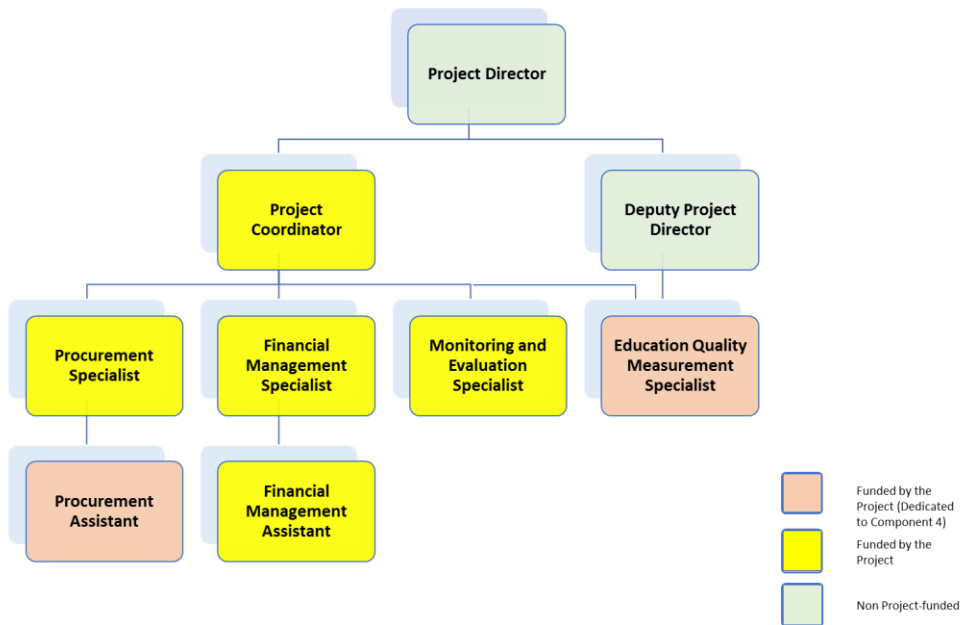 Project Director
Project
Coordinator
Deputy Project
Director
Procurement
Specialist
Financial
Management
Specialist
Monitoring and
Evaluation
Specialist
Education Quality
Measurement
Specialist
Procurement
Assistant
Financial
Management
Assistant
Funded by the
Project (Dedicated
to Component 4)
Funded by the
Project
Non Project-funded